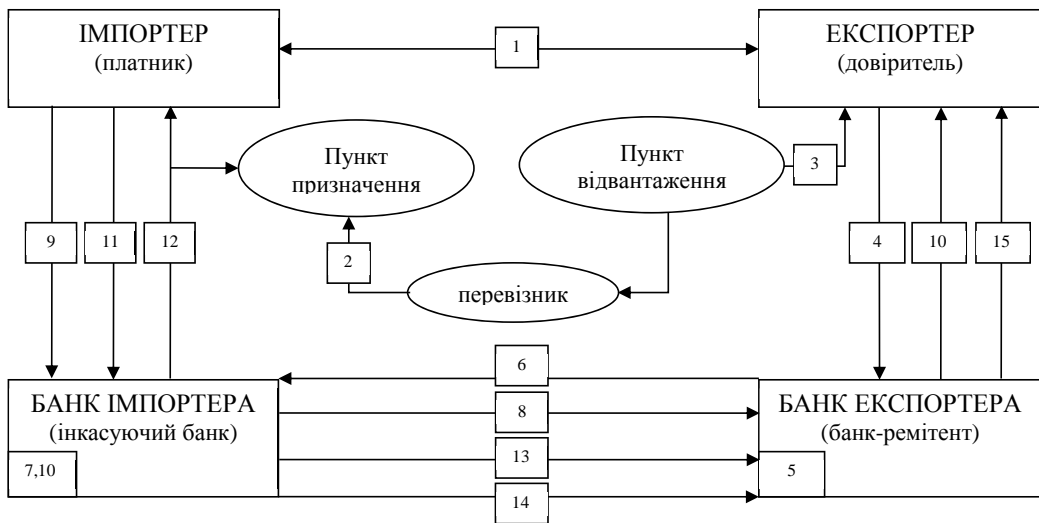 ІМПОРТЕР
(платник)
1
ЕКСПОРТЕР
(довіритель)
Пункт
призначення
Пункт
відвантаження
3
9
11
12
2
перевізник
4
10
15
6
БАНК ІМПОРТЕРА
(інкасуючий банк)
7,10
8
13
14
БАНК ЕКСПОРТЕРА
(банк-ремітент)
5